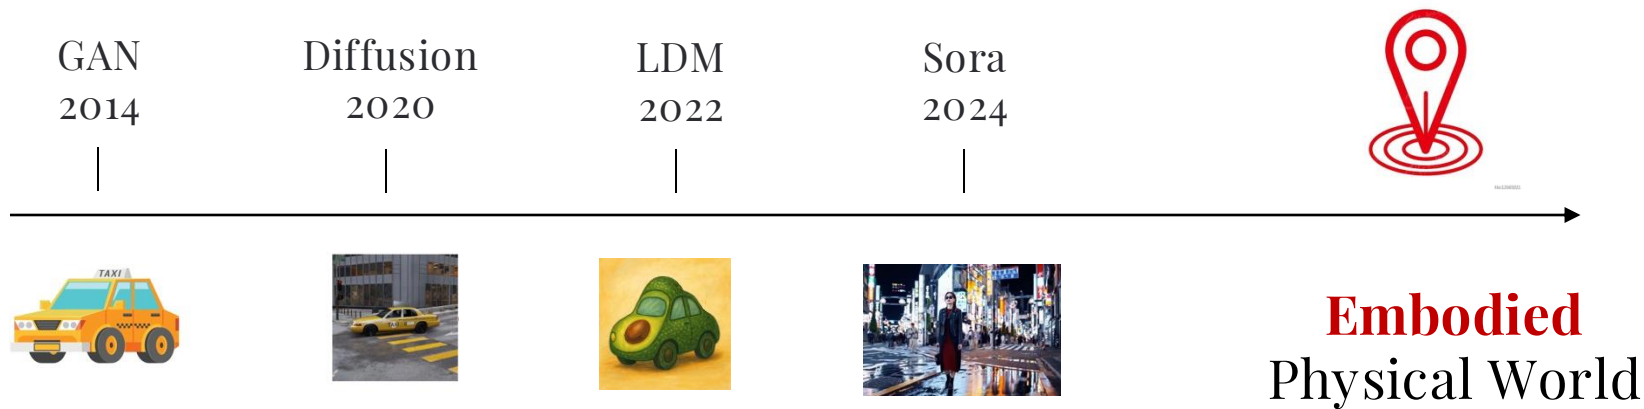 GAN
2014
Diffusion
2020
LDM
2022
Sora
2024
TAXI
Embodied
Physical World